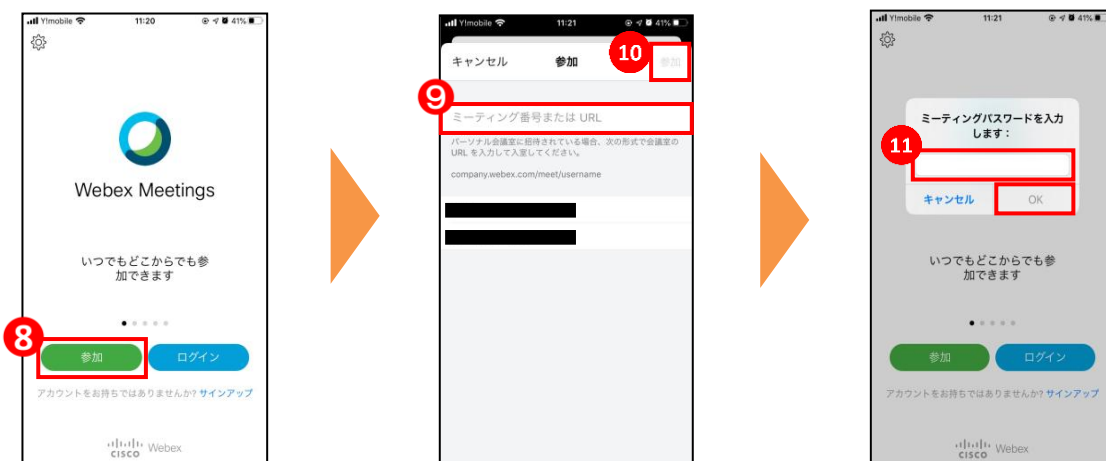 Y!mobile 11:20 41%
Webex Meetings
いつでもどこからでも参
加できます
8
参加 ログイン
アカウントをお持ちではありませんか? サインアップ
CISCO Webex
Y!mobile 11:21 41%
キャンセル 参加 10 参加
9
ミーティング番号または URL
パーソナル会議室に招待されている場合、次の形式で会議室の
URL を入力して入室してください。
company.webex.com/meet/username
Y!mobile 11:21 41%
ミーティングパスワードを入力
します：
11
キャンセル OK
いつでもどこからでも参
加できます
参加 ログイン
アカウントをお持ちではありませんか? サインアップ
CISCO Webex